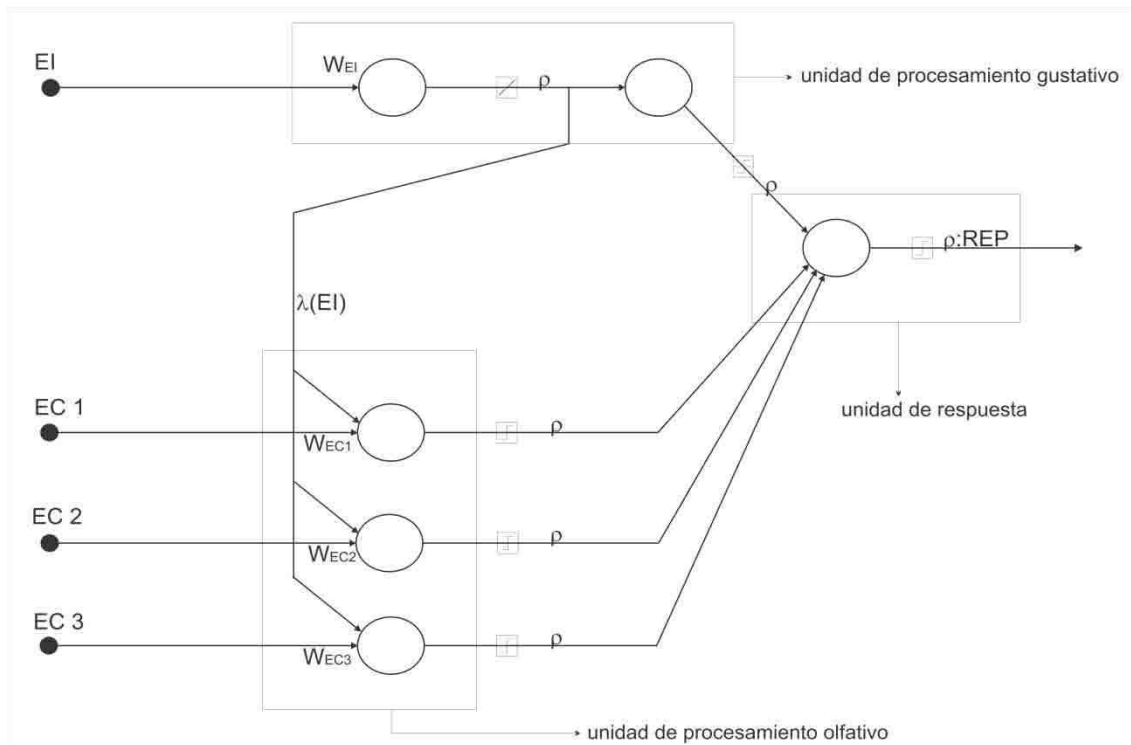 EI
WEI
ρ
unidad de procesamiento gustativo
ρ
ρ:REP
λ(EI)
unidad de respuesta
EC 1
WEC1
ρ
EC 2
WEC2
ρ
EC 3
WEC3
ρ
unidad de procesamiento olfativo